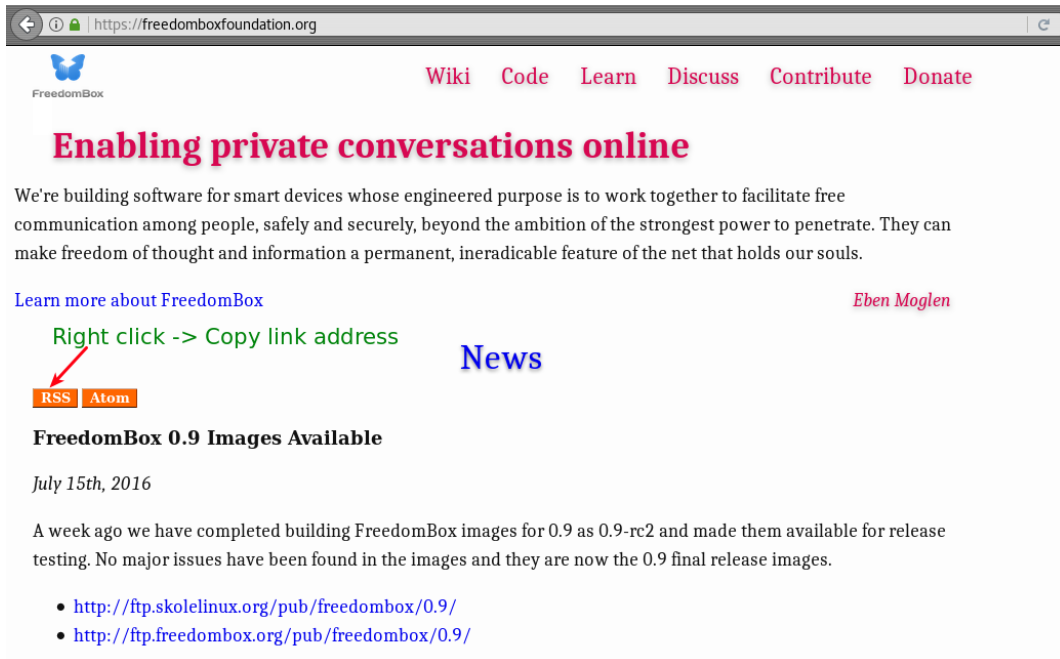 https://freedomboxfoundation.org
FreedomBox
Wiki Code Learn Discuss Contribute Donate
Enabling private conversations online
We're building software for smart devices whose engineered purpose is to work together to facilitate free
communication among people, safely and securely, beyond the ambition of the strongest power to penetrate. They can
make freedom of thought and information a permanent, ineradicable feature of the net that holds our souls.
Learn more about FreedomBox
Eben Moglen
Right click -> Copy link address
News
RSS Atom
FreedomBox 0.9 Images Available
July 15th, 2016
A week ago we have completed building FreedomBox images for 0.9 as 0.9-rc2 and made them available for release
testing. No major issues have been found in the images and they are now the 0.9 final release images.
• http://ftp.skolelinux.org/pub/freedombox/0.9/
• http://ftp.freedombox.org/pub/freedombox/0.9/